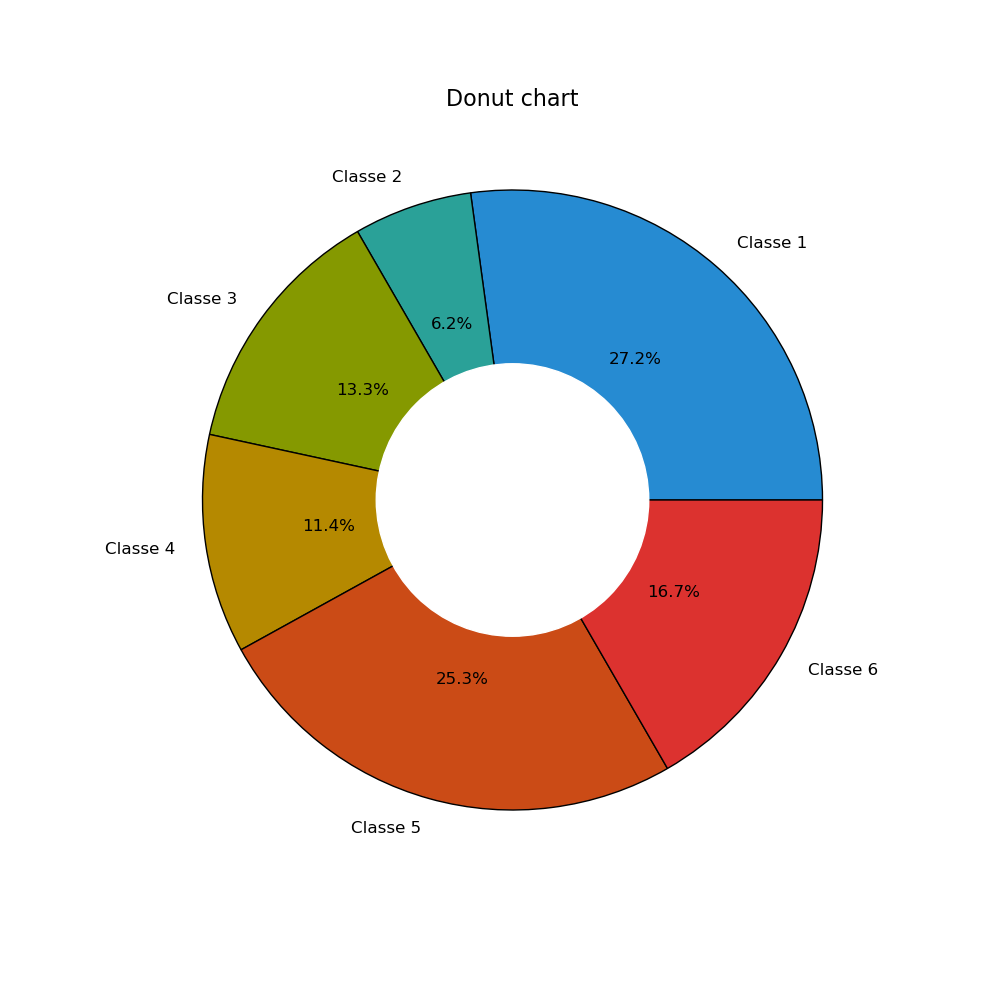 Donut chart
Classe 1
27.2%
Classe 2
6.2%
Classe 3
13.3%
Classe 4
11.4%
Classe 5
25.3%
Classe 6
16.7%